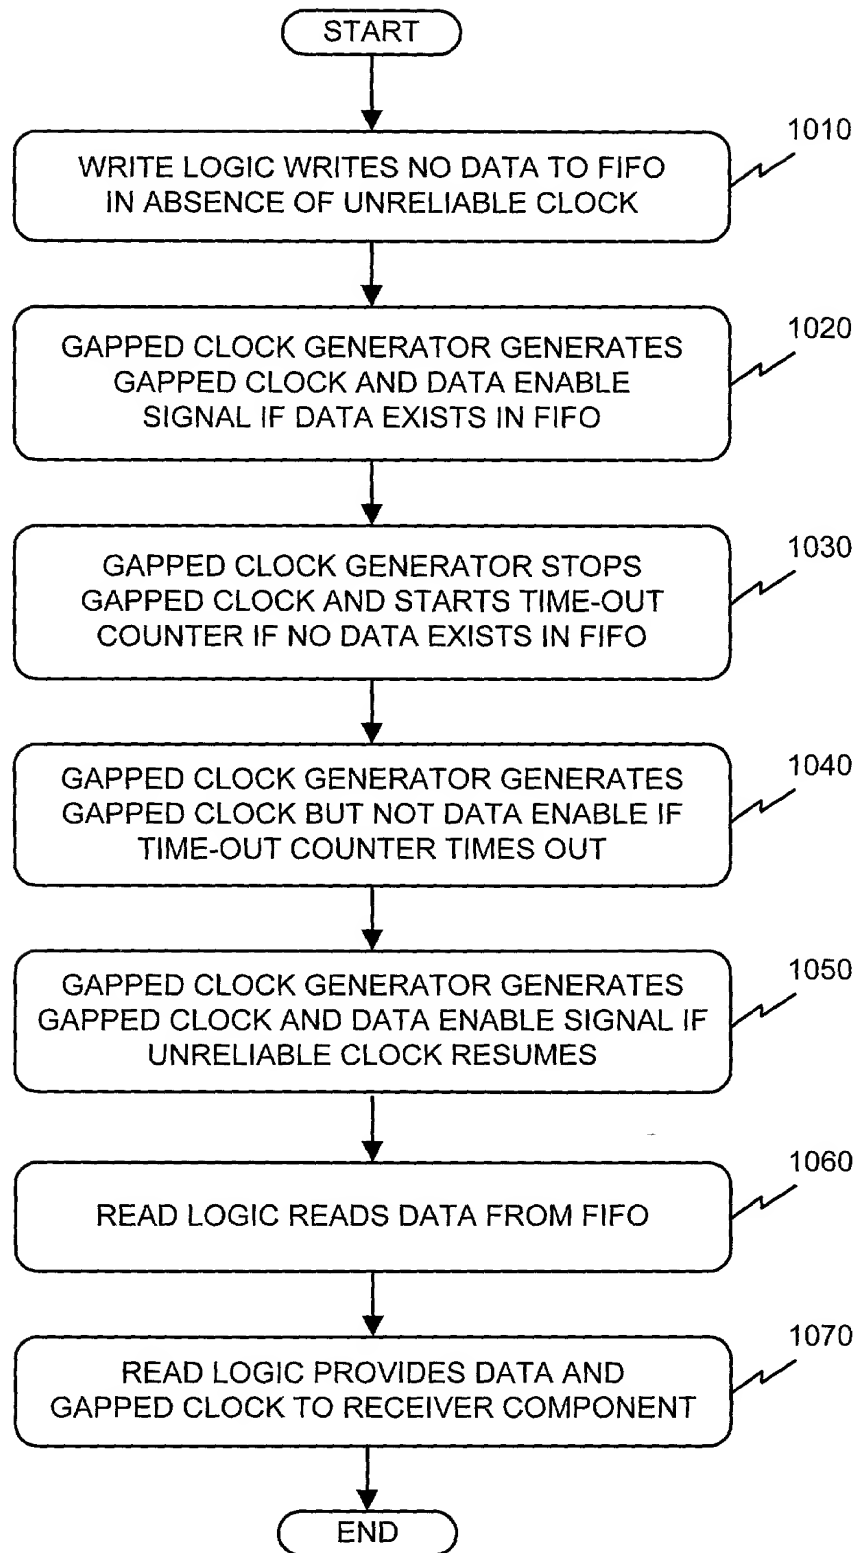 START
1010
WRITE LOGIC WRITES NO DATA TO FIFO
IN ABSENCE OF UNRELIABLE CLOCK
1020
GAPPED CLOCK GENERATOR GENERATES
GAPPED CLOCK AND DATA ENABLE
SIGNAL IF DATA EXISTS IN FIFO
1030
GAPPED CLOCK GENERATOR STOPS
GAPPED CLOCK AND STARTS TIME-OUT
COUNTER IF NO DATA EXISTS IN FIFO
1040
GAPPED CLOCK GENERATOR GENERATES
GAPPED CLOCK BUT NOT DATA ENABLE IF
TIME-OUT COUNTER TIMES OUT
1050
GAPPED CLOCK GENERATOR GENERATES
GAPPED CLOCK AND DATA ENABLE SIGNAL IF
UNRELIABLE CLOCK RESUMES
1060
READ LOGIC READS DATA FROM FIFO
1070
READ LOGIC PROVIDES DATA AND
GAPPED CLOCK TO RECEIVER COMPONENT
END